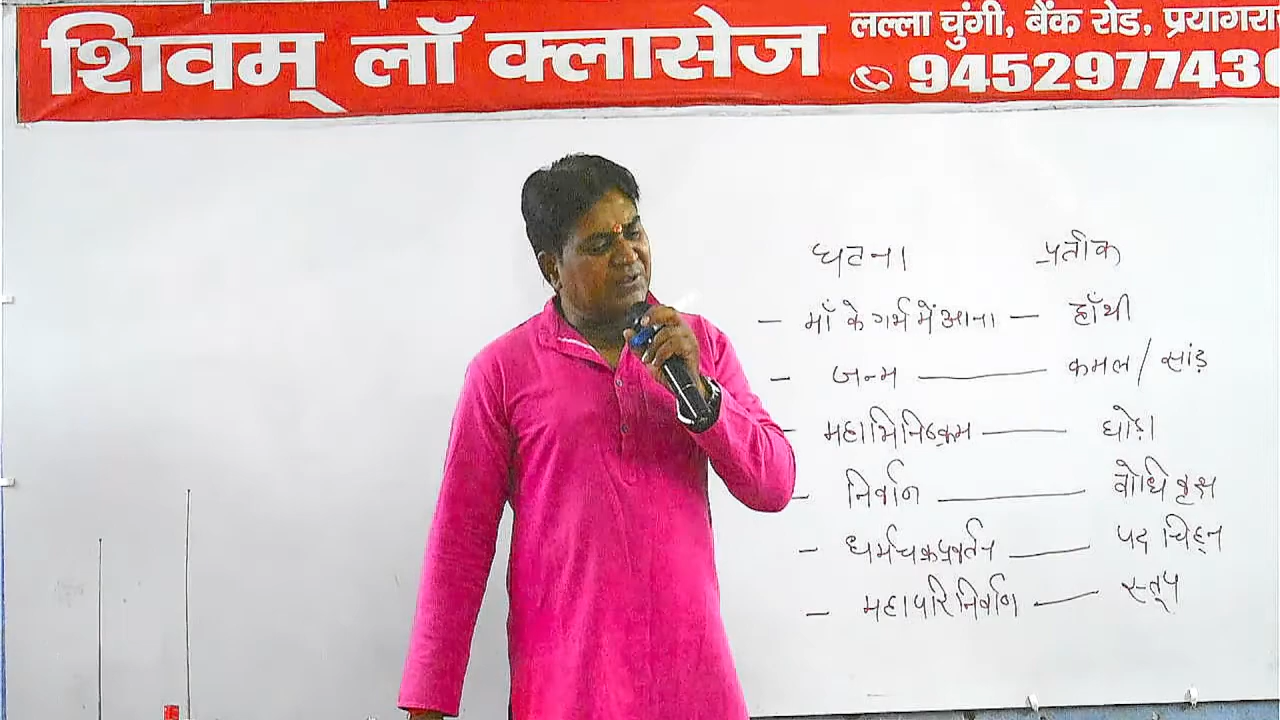 शिवम् लॉ क्लासेज
लल्ला चुंगी, बैंक रोड, प्रयागरा
945297743
घटना प्रतीक
– माँ के गर्भ में आना – हाँथी
– जन्म — कमल / सांड़
– महाभिनिष्क्रम — घोड़ा
– निर्वान — वोधि वृक्ष
– धर्मचक्रप्रवर्तन — पद चिह्न
– महापरिनिर्वाण — स्तूप